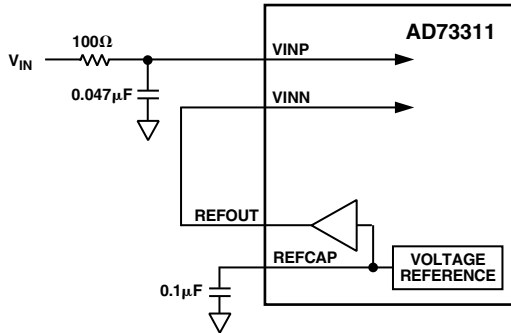 AD73311
100Ω
V_IN
VINP
0.047μF
VINN
REFOUT
REFCAP
VOLTAGE
REFERENCE
0.1μF